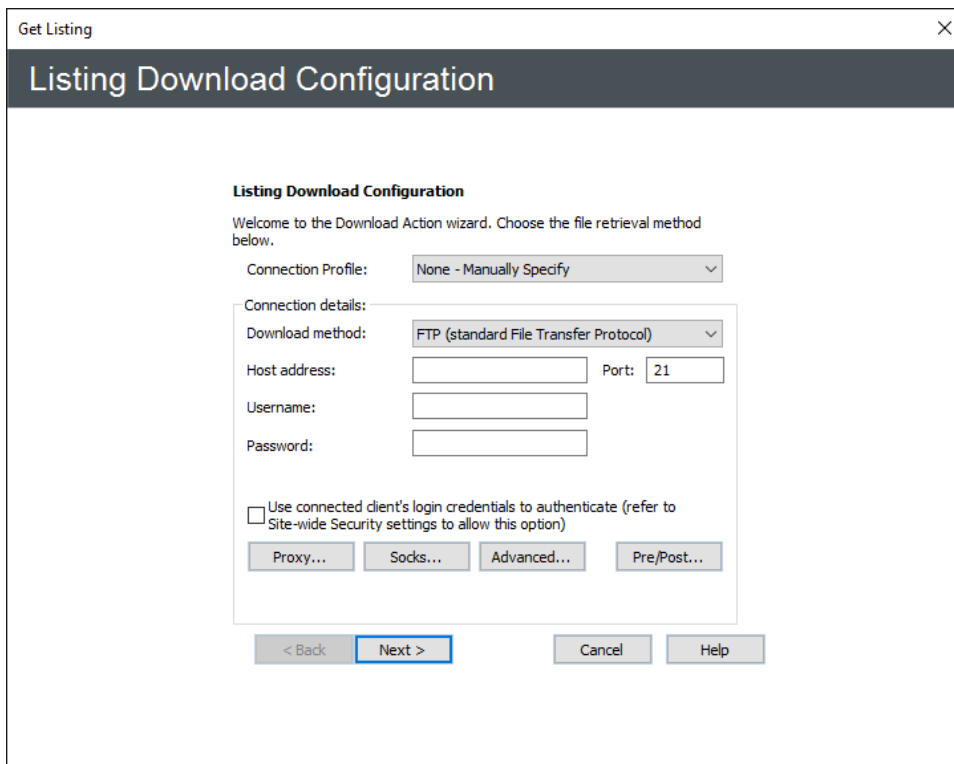 Get Listing
Listing Download Configuration
Listing Download Configuration
Welcome to the Download Action wizard. Choose the file retrieval method
below.
Connection Profile: None - Manually Specify
Connection details:
Download method: FTP (standard File Transfer Protocol)
Host address: Port: 21
Username:
Password:
Use connected client's login credentials to authenticate (refer to
Site-wide Security settings to allow this option)
Proxy... Socks... Advanced... Pre/Post...
< Back Next > Cancel Help